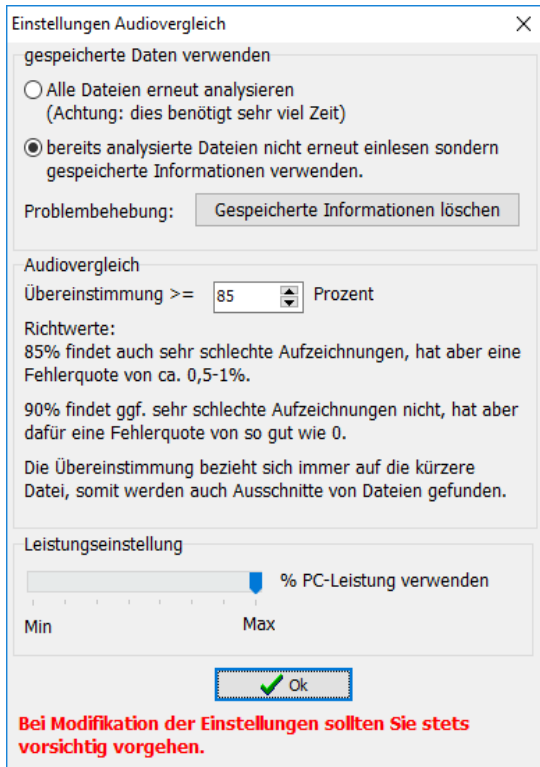 Einstellungen Audiovergleich
gespeicherte Daten verwenden
Alle Dateien erneut analysieren
(Achtung: dies benötigt sehr viel Zeit)
bereits analysierte Dateien nicht erneut einlesen sondern
gespeicherte Informationen verwenden.
Problembehebung: Gespeicherte Informationen löschen
Audiovergleich
Übereinstimmung >= 85 Prozent
Richtwerte:
85% findet auch sehr schlechte Aufzeichnungen, hat aber eine
Fehlerquote von ca. 0,5-1%.
90% findet ggf. sehr schlechte Aufzeichnungen nicht, hat aber
dafür eine Fehlerquote von so gut wie 0.
Die Übereinstimmung bezieht sich immer auf die kürzere
Datei, somit werden auch Ausschnitte von Dateien gefunden.
Leistungseinstellung
% PC-Leistung verwenden
Min Max
Ok
Bei Modifikation der Einstellungen sollten Sie stets
vorsichtig vorgehen.